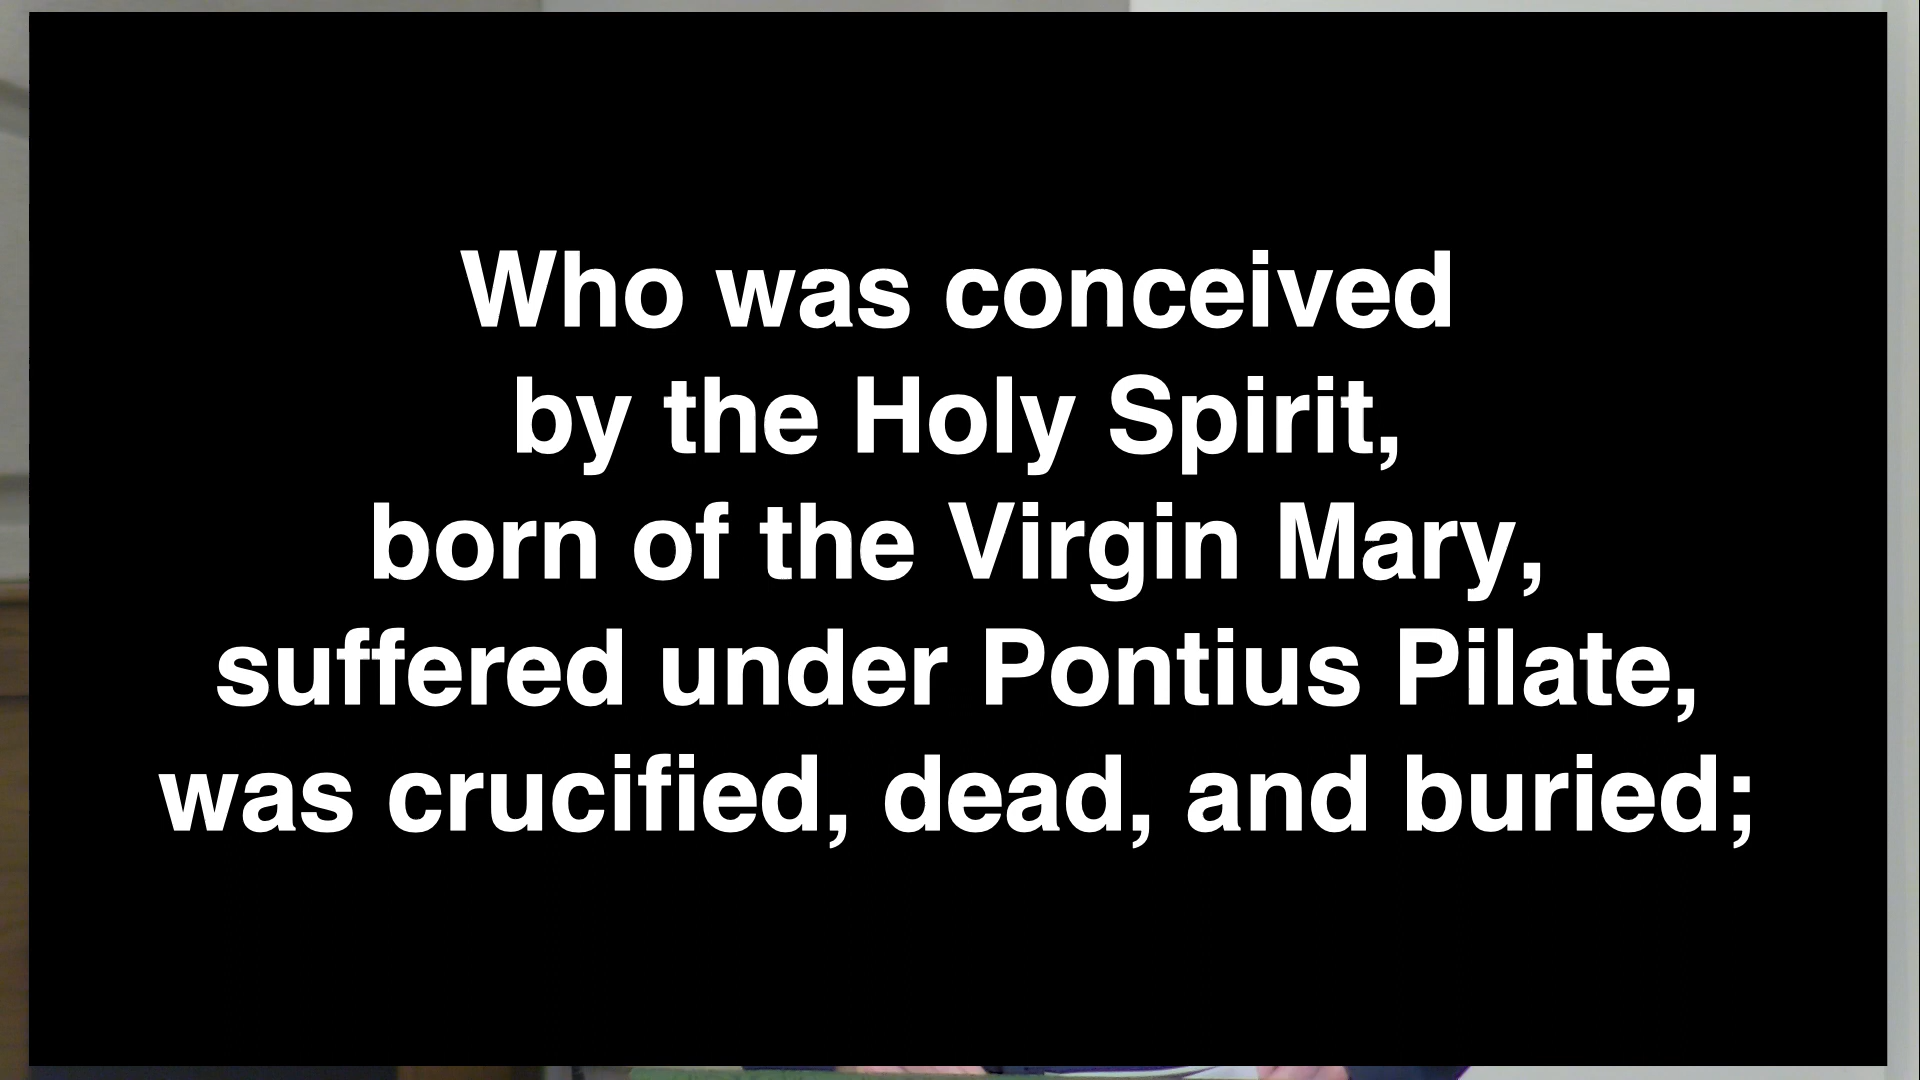 Who was conceived
by the Holy Spirit,
born of the Virgin Mary,
suffered under Pontius Pilate,
was crucified, dead, and buried;